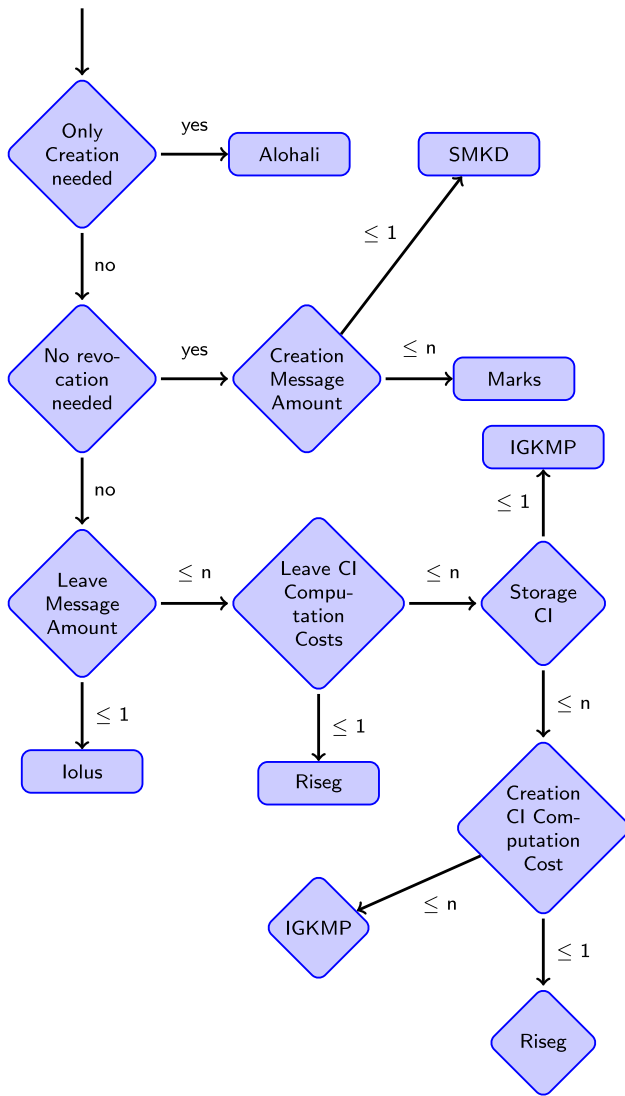 Only
Creation
needed
yes
Alohali
SMKD
≤ 1
no
No revo-
cation
needed
yes
Creation
Message
Amount
≤ n
Marks
IGKMP
≤ 1
no
Leave
Message
Amount
≤ n
Leave CI
Compu-
tation
Costs
≤ n
Storage
CI
≤ 1
Iolus
≤ 1
Riseg
≤ n
Creation
CI Com-
putation
Cost
≤ n
IGKMP
≤ 1
Riseg